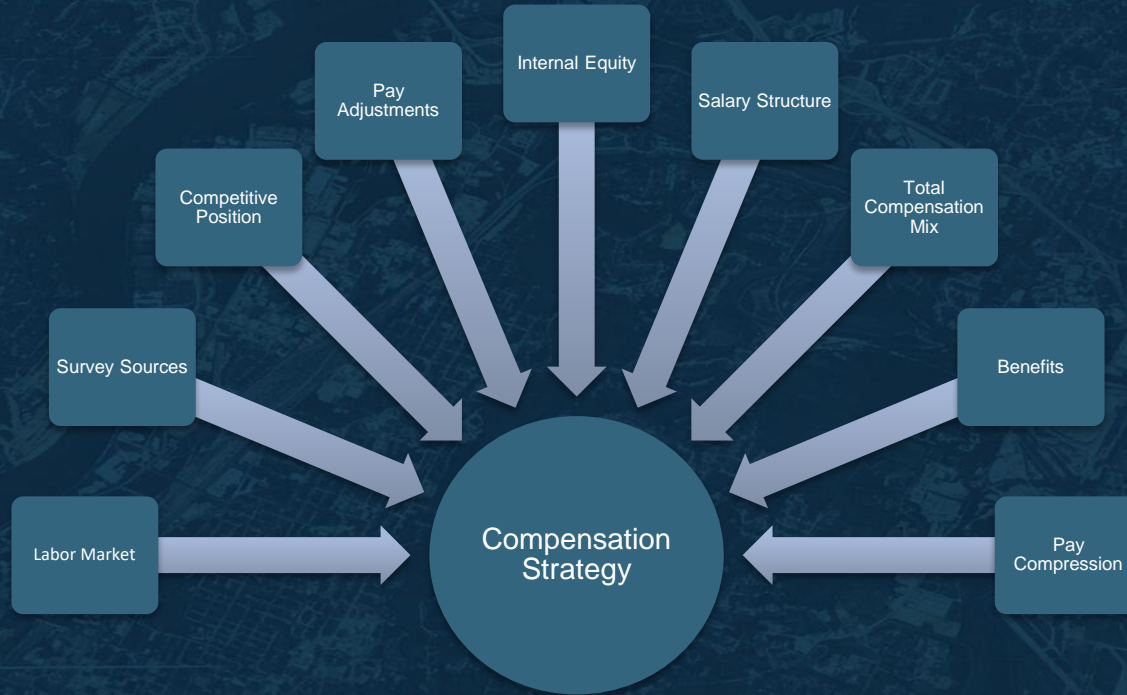 Labor Market
Survey Sources
Competitive
Position
Pay
Adjustments
Internal Equity
Salary Structure
Total
Compensation
Mix
Benefits
Pay
Compression
Compensation
Strategy